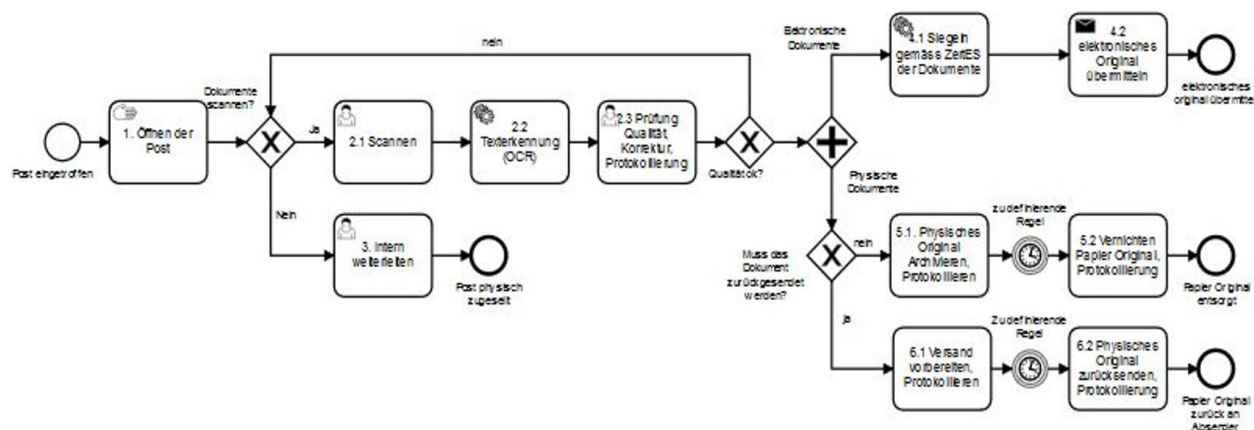 nein
Elektronische
Dokumente
4.1 Siegeln
gemäss ZertES
der Dokumente
4.2
elektronisches
Original
übermitteln
elektronisches
original übermitte
Dokumente
scannen?
1. Öffnen der
Post
Post eingetroffen
Ja
2.1 Scannen
2.2
Texterkennung
(OCR)
2.3 Prüfung
Qualität,
Korrektur,
Protokollierung
Qualität ok?
Physische
Dokumente
Nein
3. Intern
weiterleiten
Post physisch
zugestellt
Muss das
Dokument
zurückgesendet
werden?
nein
5.1. Physisches
Original
Archivieren,
Protokollieren
zu definierende
Regel
5.2 Vernichten
Papier Original,
Protokollierung
Papier Original
entsorgt
ja
6.1 Versand
vorbereiten,
Protokollieren
Zu definierende
Regel
6.2 Physisches
Original
zurücksenden,
Protokollierung
Papier Original
zurück an
Absender